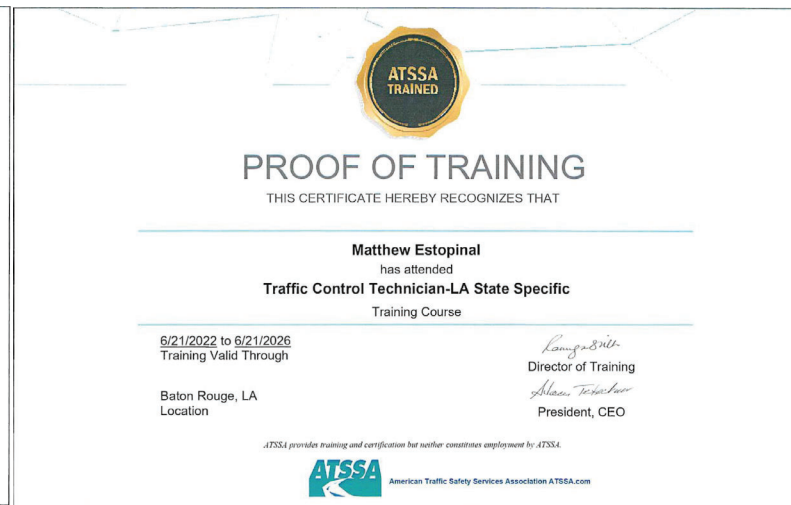 ATSSA
TRAINED
PROOF OF TRAINING
THIS CERTIFICATE HEREBY RECOGNIZES THAT
Matthew Estopinal
has attended
Traffic Control Technician-LA State Specific
Training Course
6/21/2022 to 6/21/2026
Training Valid Through
Director of Training
Baton Rouge, LA
Location
President, CEO
ATSSA provides training and certification but neither constitutes employment by ATSSA.
ATSSA
American Traffic Safety Services Association ATSSA.com